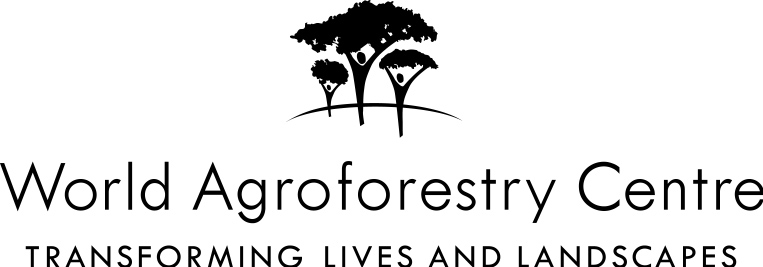 World Agroforestry Centre
TRANSFORMING LIVES AND LANDSCAPES